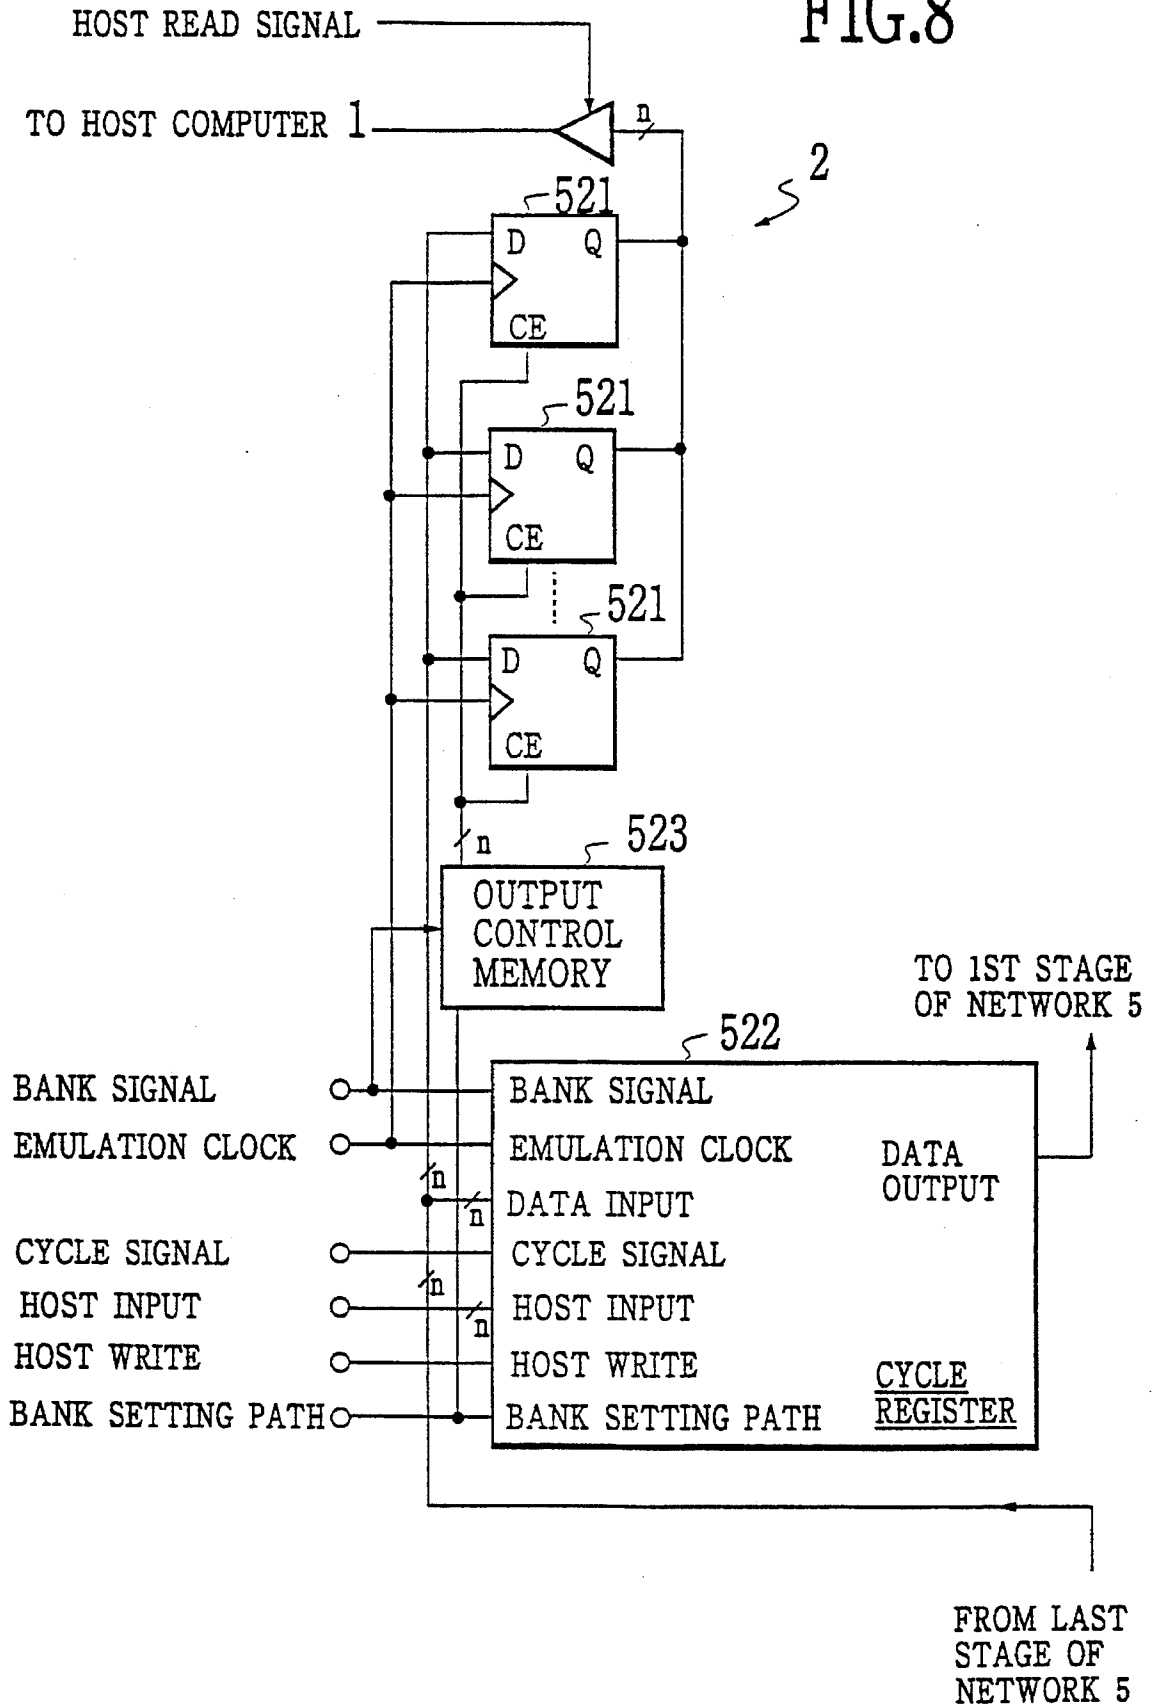 FIG.8
HOST READ SIGNAL
TO HOST COMPUTER 1
n
2
521
D Q
CE
521
D Q
CE
521
D Q
CE
n
523
OUTPUT
CONTROL
MEMORY
TO 1ST STAGE
OF NETWORK 5
522
BANK SIGNAL
BANK SIGNAL
EMULATION CLOCK
EMULATION CLOCK
DATA
OUTPUT
n
n
DATA INPUT
CYCLE SIGNAL
CYCLE SIGNAL
n
HOST INPUT
n
HOST INPUT
HOST WRITE
HOST WRITE
CYCLE
REGISTER
BANK SETTING PATH
BANK SETTING PATH
FROM LAST
STAGE OF
NETWORK 5